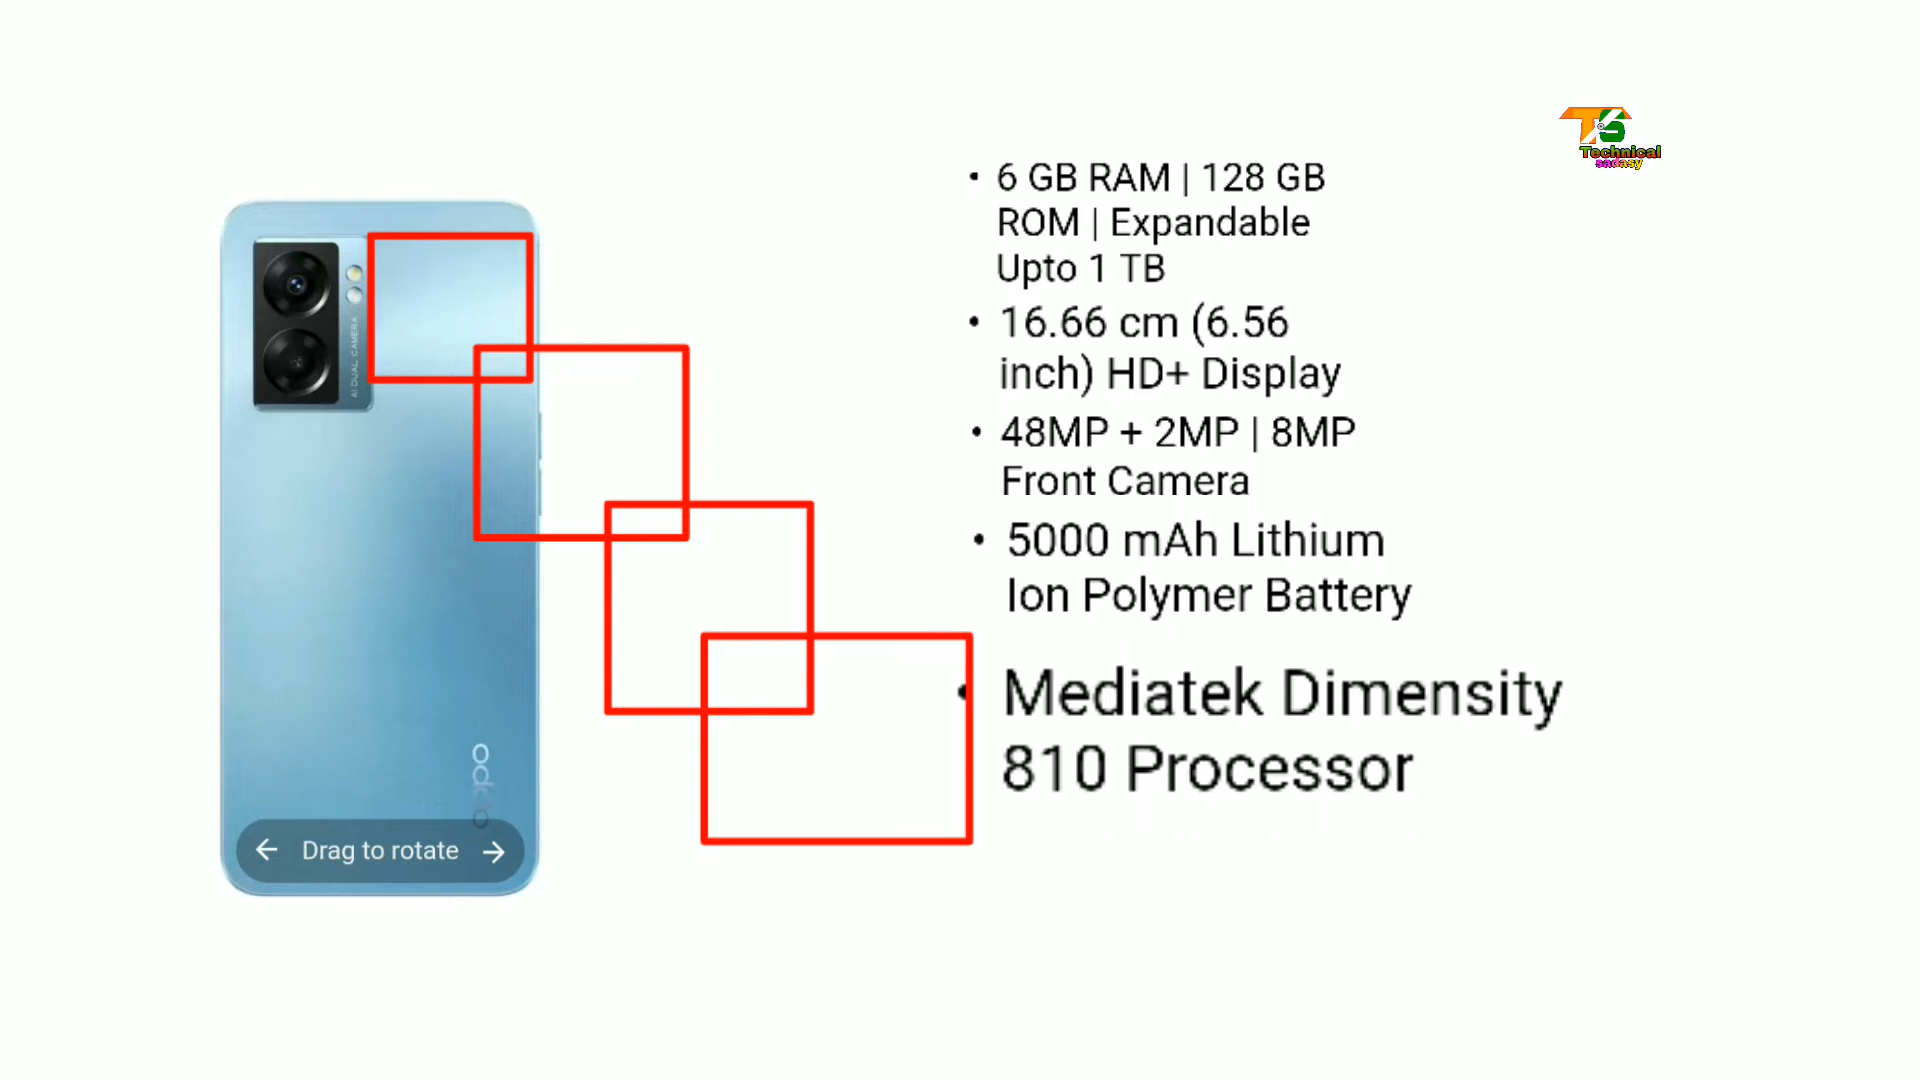 TS
Technical
sadasy
6 GB RAM | 128 GB
ROM | Expandable
Upto 1 TB
16.66 cm (6.56
inch) HD+ Display
48MP + 2MP | 8MP
Front Camera
5000 mAh Lithium
Ion Polymer Battery
Mediatek Dimensity
810 Processor
AI DUAL CAMERA
oppo
Drag to rotate